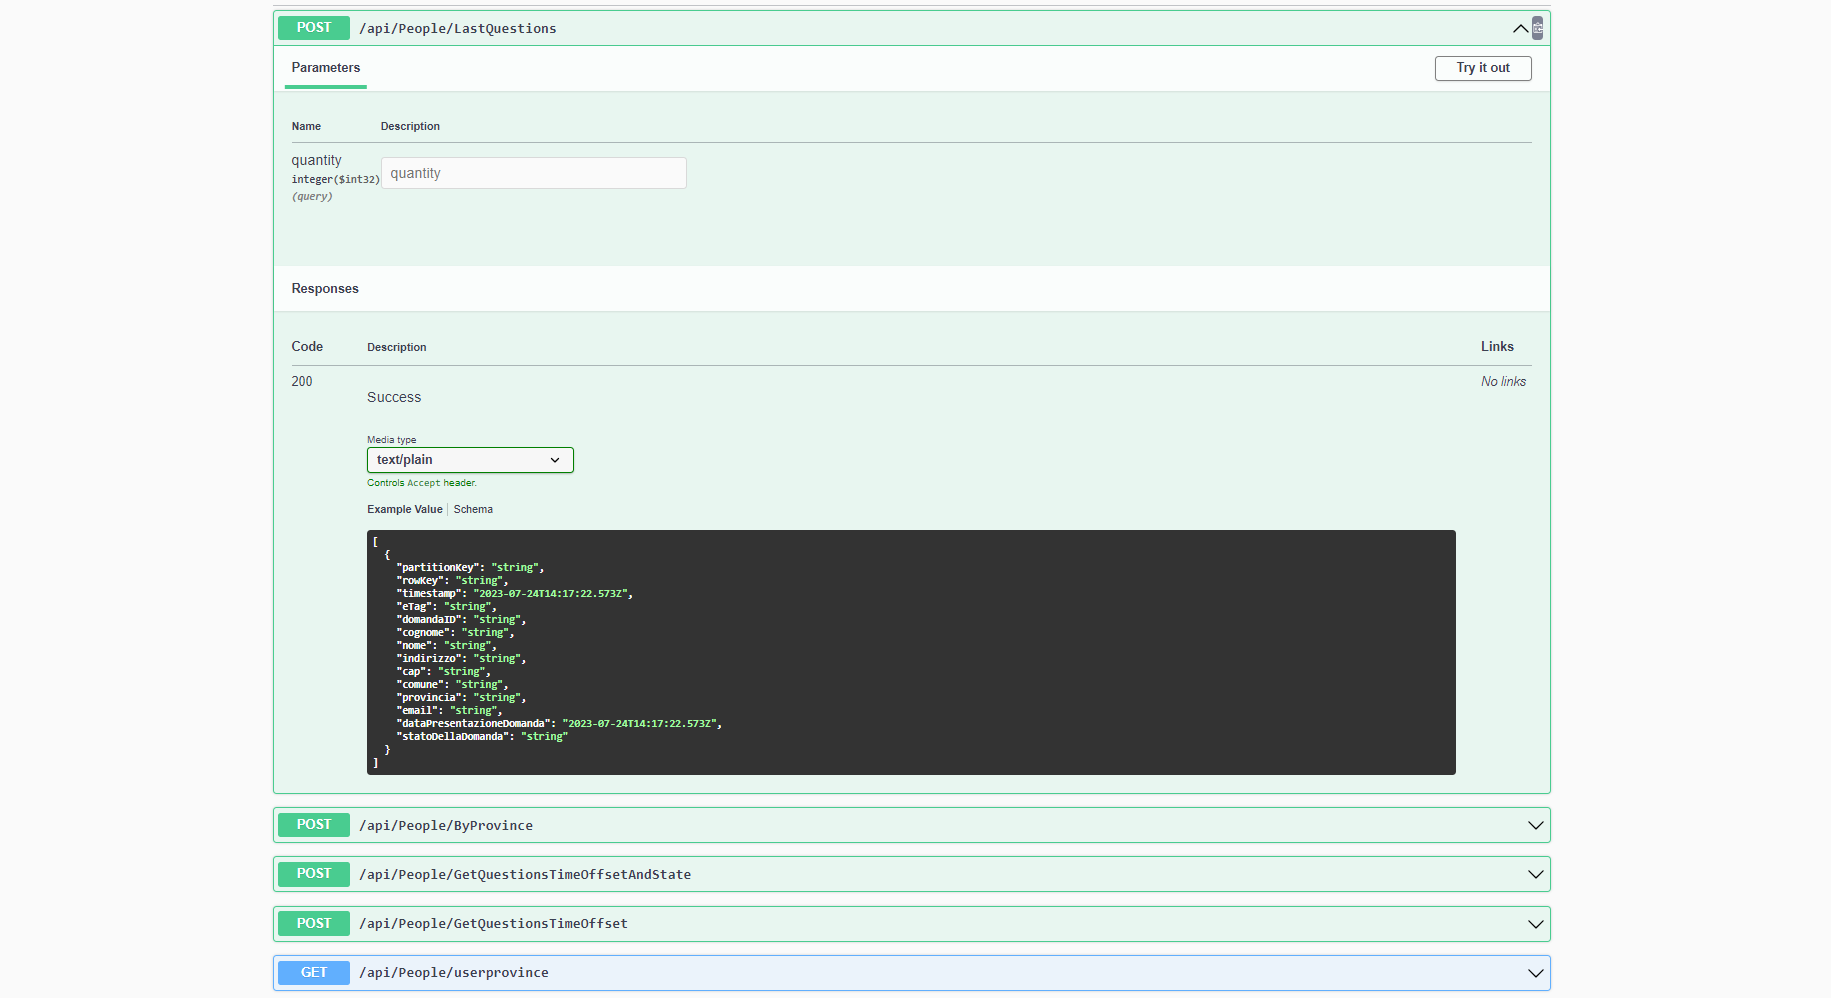 POST /api/People/LastQuestions
Parameters
Try it out
Name Description
quantity
integer($int32)
(query)
quantity
Responses
Code Description Links
200
Success
No links
Media type
text/plain
Controls Accept header.
Example Value Schema
[
{
"partitionKey": "string",
"rowKey": "string",
"timestamp": "2023-07-24T14:17:22.573Z",
"eTag": "string",
"domandaID": "string",
"cognome": "string",
"nome": "string",
"indirizzo": "string",
"cap": "string",
"comune": "string",
"provincia": "string",
"email": "string",
"dataPresentazioneDomanda": "2023-07-24T14:17:22.573Z",
"statoDellaDomanda": "string"
}
]
POST /api/People/ByProvince
POST /api/People/GetQuestionsTimeOffsetAndState
POST /api/People/GetQuestionsTimeOffset
GET /api/People/userprovince